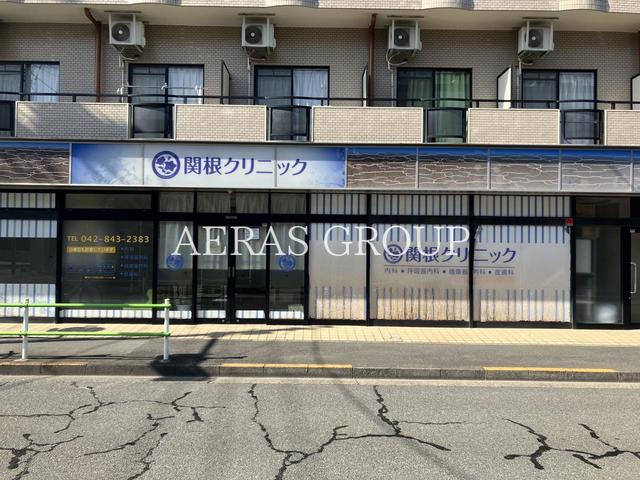 関根クリニック
TEL 042-843-2383
AERAS GROUP
関根クリニック
内科 ★ 呼吸器内科 ★ 循環器内科 ★ 皮膚科